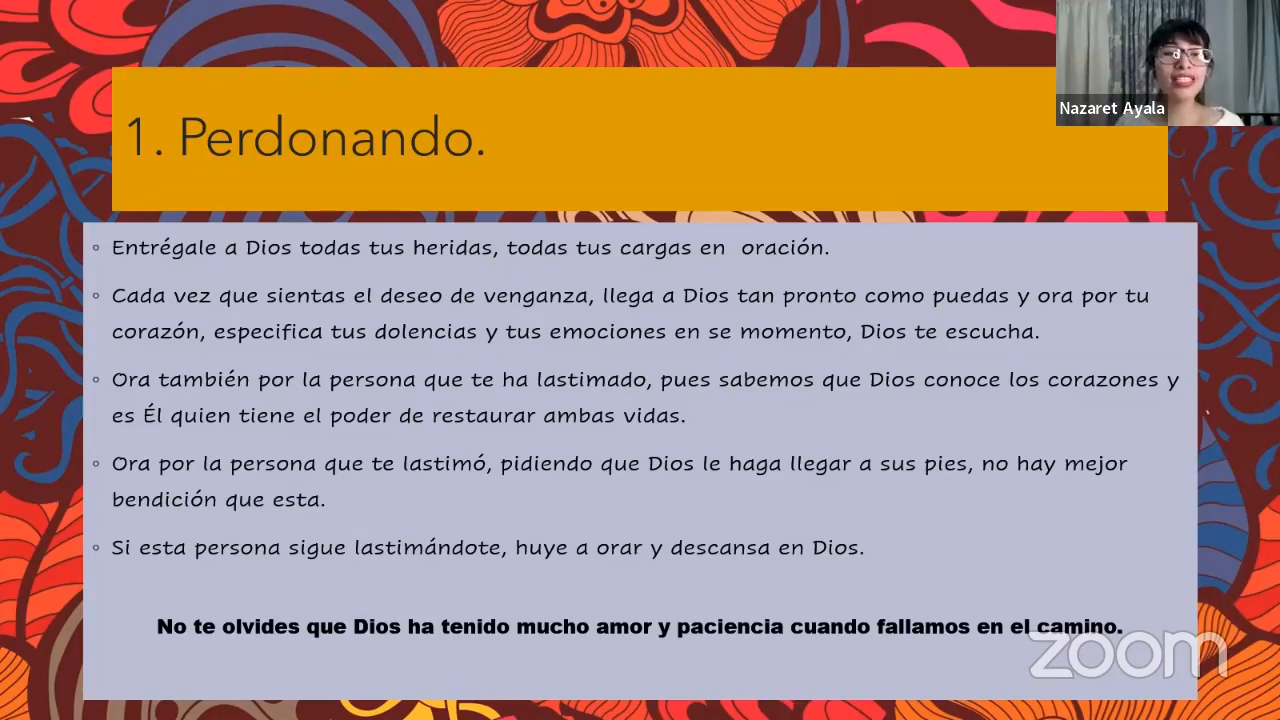 Nazaret Ayala
1. Perdonando.
◦ Entrégale a Dios todas tus heridas, todas tus cargas en oración.
◦ Cada vez que sientas el deseo de venganza, llega a Dios tan pronto como puedas y ora por tu
corazón, especifica tus dolencias y tus emociones en se momento, Dios te escucha.
◦ Ora también por la persona que te ha lastimado, pues sabemos que Dios conoce los corazones y
es Él quien tiene el poder de restaurar ambas vidas.
◦ Ora por la persona que te lastimó, pidiendo que Dios le haga llegar a sus pies, no hay mejor
bendición que esta.
◦ Si esta persona sigue lastimándote, huye a orar y descansa en Dios.
No te olvides que Dios ha tenido mucho amor y paciencia cuando fallamos en el camino.
zoom